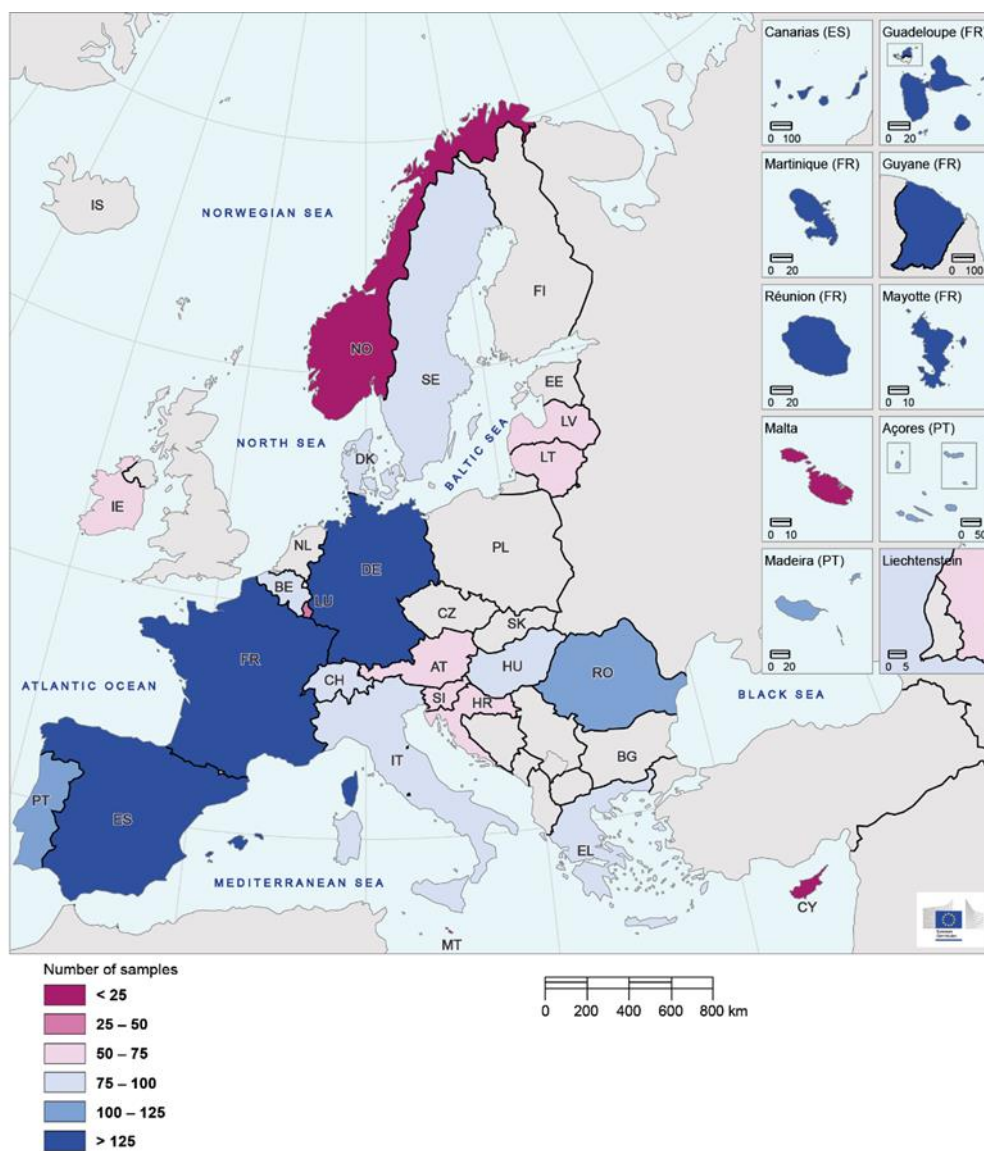 Canarias (ES)
0 100
Guadeloupe (FR)
0 20
Martinique (FR)
0 20
Guyane (FR)
0 100
Réunion (FR)
0 20
Mayotte (FR)
0 10
Malta
0 10
Açores (PT)
0 50
Madeira (PT)
0 20
Liechtenstein
0 5
IS
NORWEGIAN SEA
FI
NO
SE
EE
NORTH SEA
BALTIC SEA
LV
DK
LT
IE
NL
PL
BE
DE
LU
CZ
SK
FR
AT
HU
CH
RO
ATLANTIC OCEAN
SI
HR
BLACK SEA
IT
BG
PT
ES
EL
MEDITERRANEAN SEA
CY
MT
European
Commission
Number of samples
< 25
25 – 50
50 – 75
75 – 100
100 – 125
> 125
0 200 400 600 800 km